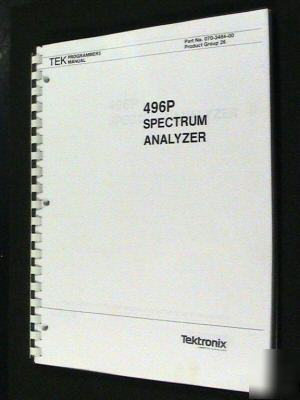 TEK PROGRAMMERS
MANUAL
Part No. 070-3484-00
Product Group 26
496P
SPECTRUM
ANALYZER
Tektronix